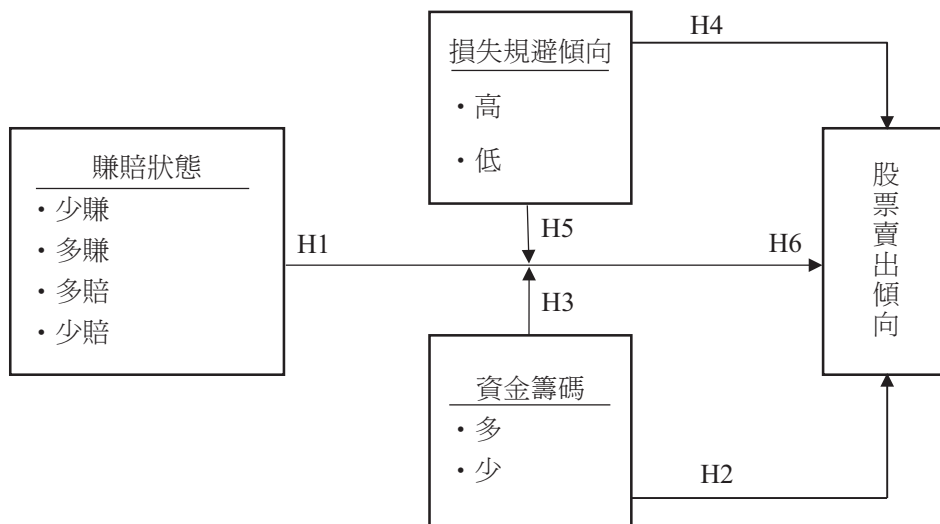 賺賠狀態
・少賺
・多賺
・多賠
・少賠
H1
損失規避傾向
・高
・低
H4
H5
H6
H3
資金籌碼
・多
・少
H2
股票賣出傾向